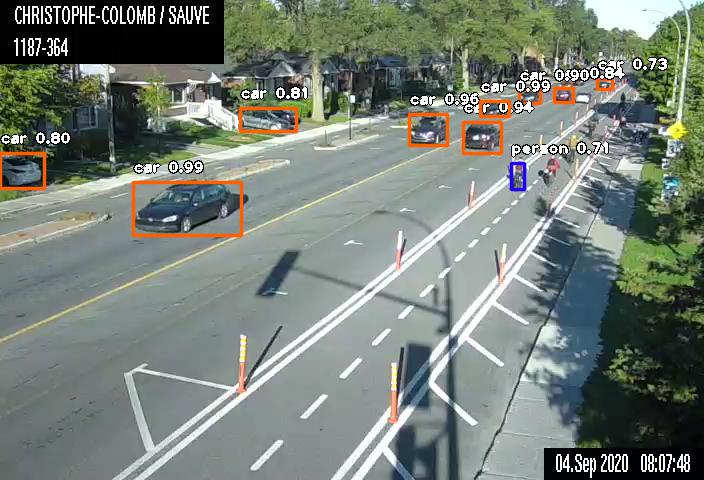 CHRISTOPHE-COLOMB / SAUVE
1187-364
car 0.73
car 0.90
0.84
car 0.99
car 0.81
car 0.96
0.94
car 0.80
person 0.71
car 0.99
04.Sep 2020 08:07:48